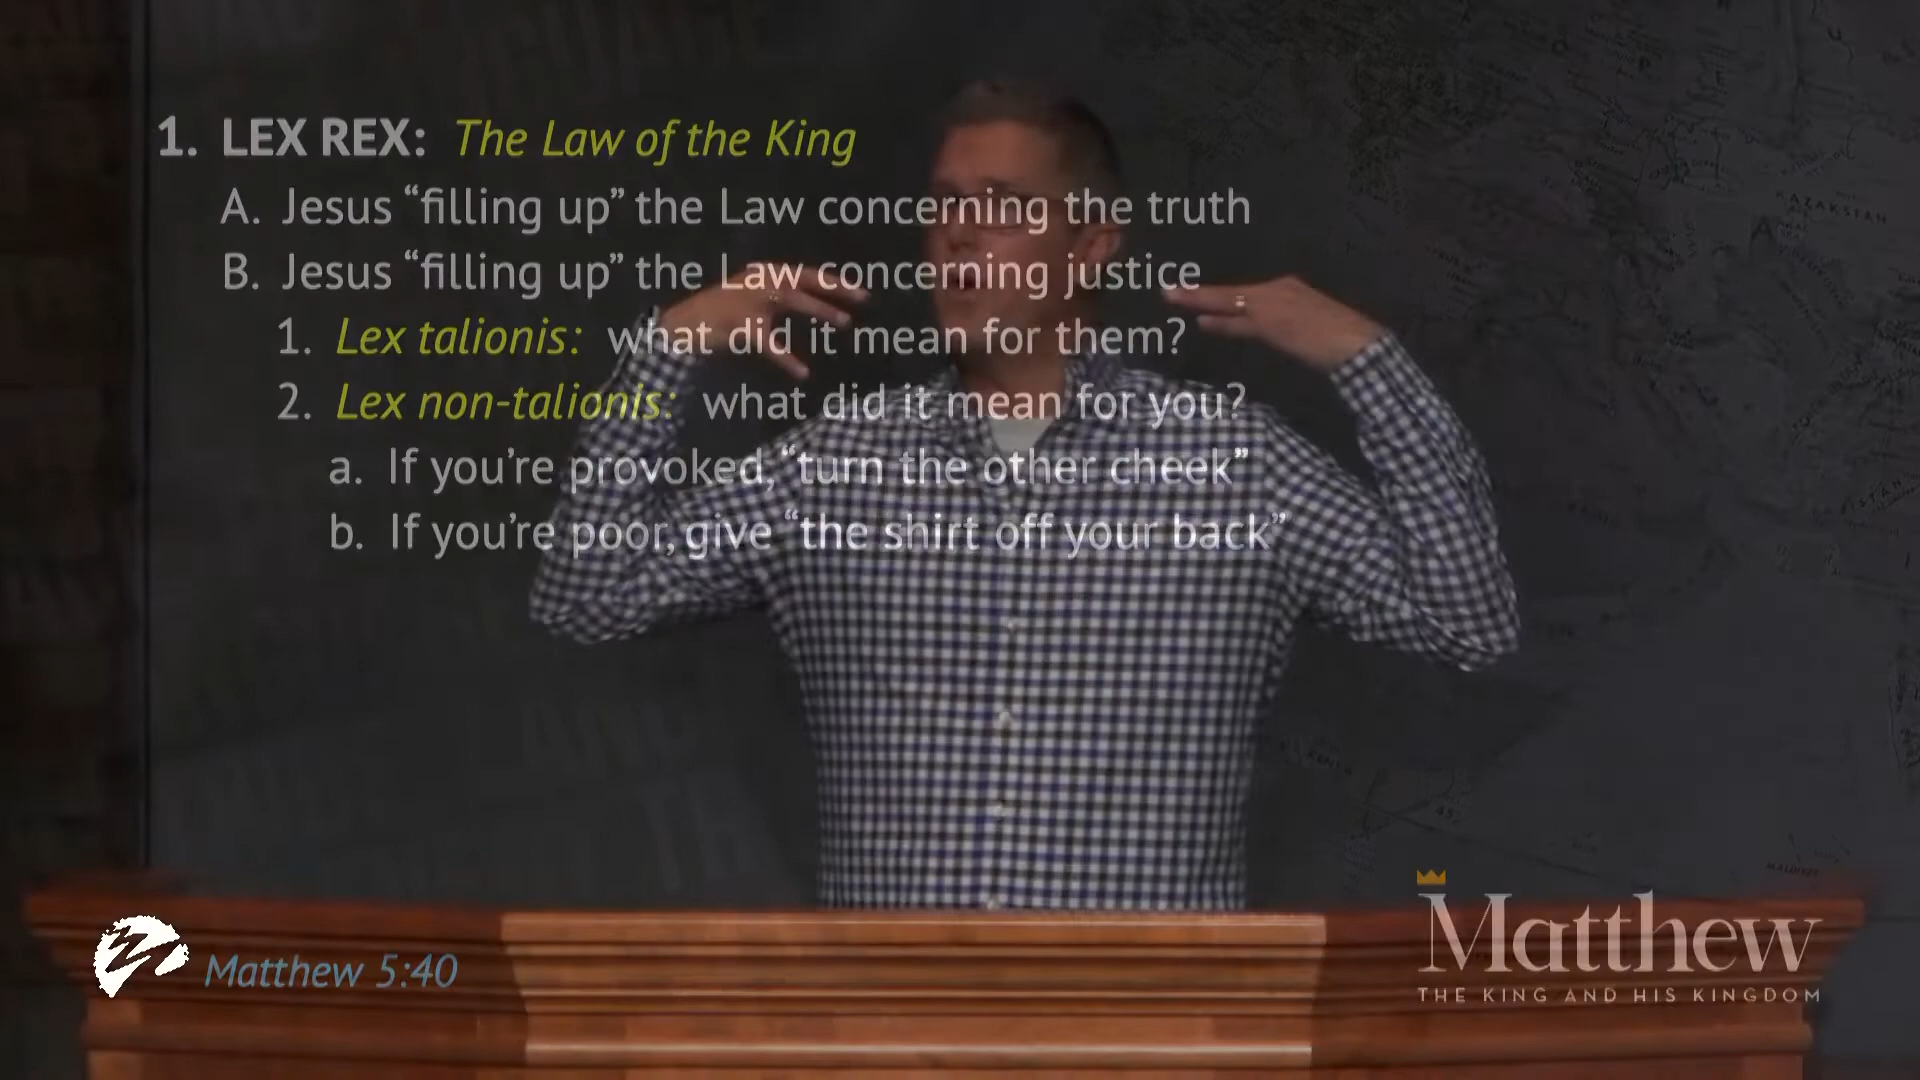 1. LEX REX: The Law of the King
A. Jesus “filling up” the Law concerning the truth
B. Jesus “filling up” the Law concerning justice
1. Lex talionis: what did it mean for them?
2. Lex non-talionis: what did it mean for you?
a. If you’re provoked, “turn the other cheek”
b. If you’re poor, give “the shirt off your back”
KAZAKSTAN
KENYA
MALDIVES
Matthew 5:40
Matthew
THE KING AND HIS KINGDOM